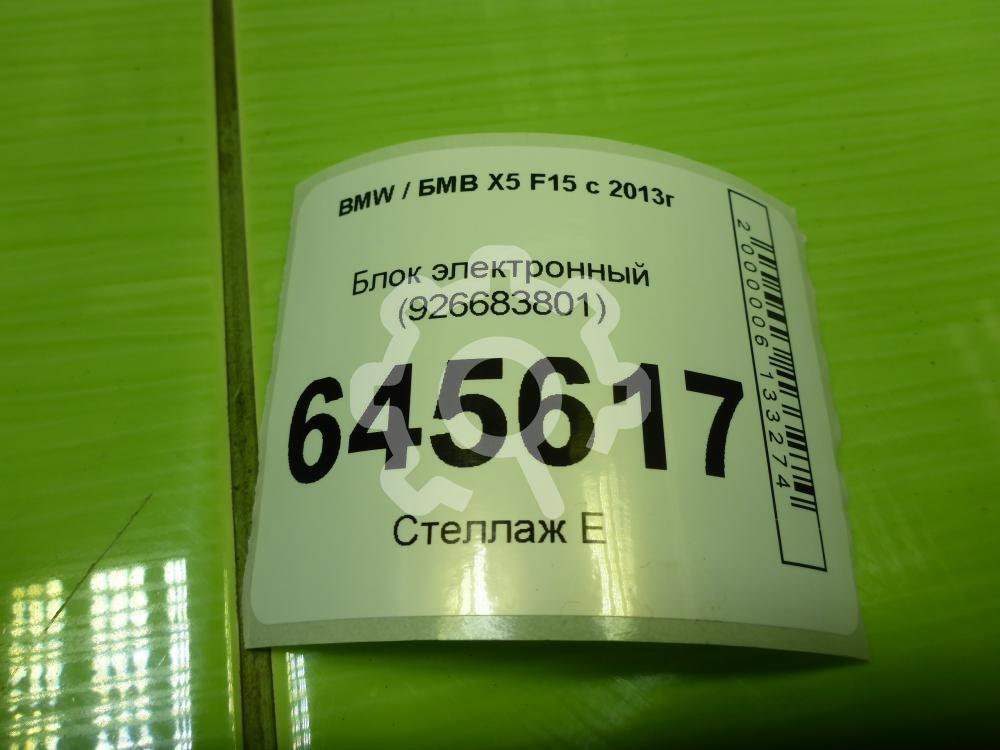 BMW / БМВ X5 F15 с 2013г
Блок электронный
(926683801)
645617
Стеллаж Е
2000006133274